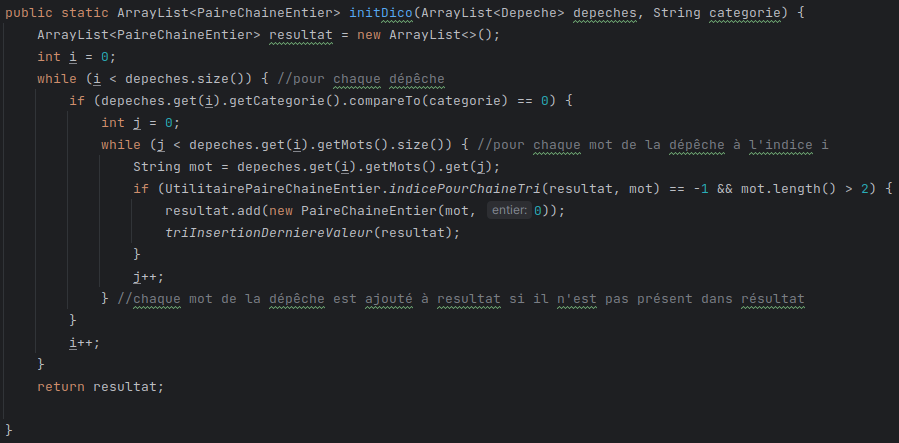 public static ArrayList<PaireChaineEntier> initDico(ArrayList<Depeche> depeches, String categorie) {
    ArrayList<PaireChaineEntier> resultat = new ArrayList<>();
    int i = 0;
    while (i < depeches.size()) { //pour chaque dépêche
        if (depeches.get(i).getCategorie().compareTo(categorie) == 0) {
            int j = 0;
            while (j < depeches.get(i).getMots().size()) { //pour chaque mot de la dépêche à l'indice i
                String mot = depeches.get(i).getMots().get(j);
                if (UtilitairePaireChaineEntier.indicePourChaineTri(resultat, mot) == -1 && mot.length() > 2) {
                    resultat.add(new PaireChaineEntier(mot, entier: 0));
                    triInsertionDerniereValeur(resultat);
                }
                j++;
            } //chaque mot de la dépêche est ajouté à resultat si il n'est pas présent dans résultat
        }
        i++;
    }
    return resultat;

}